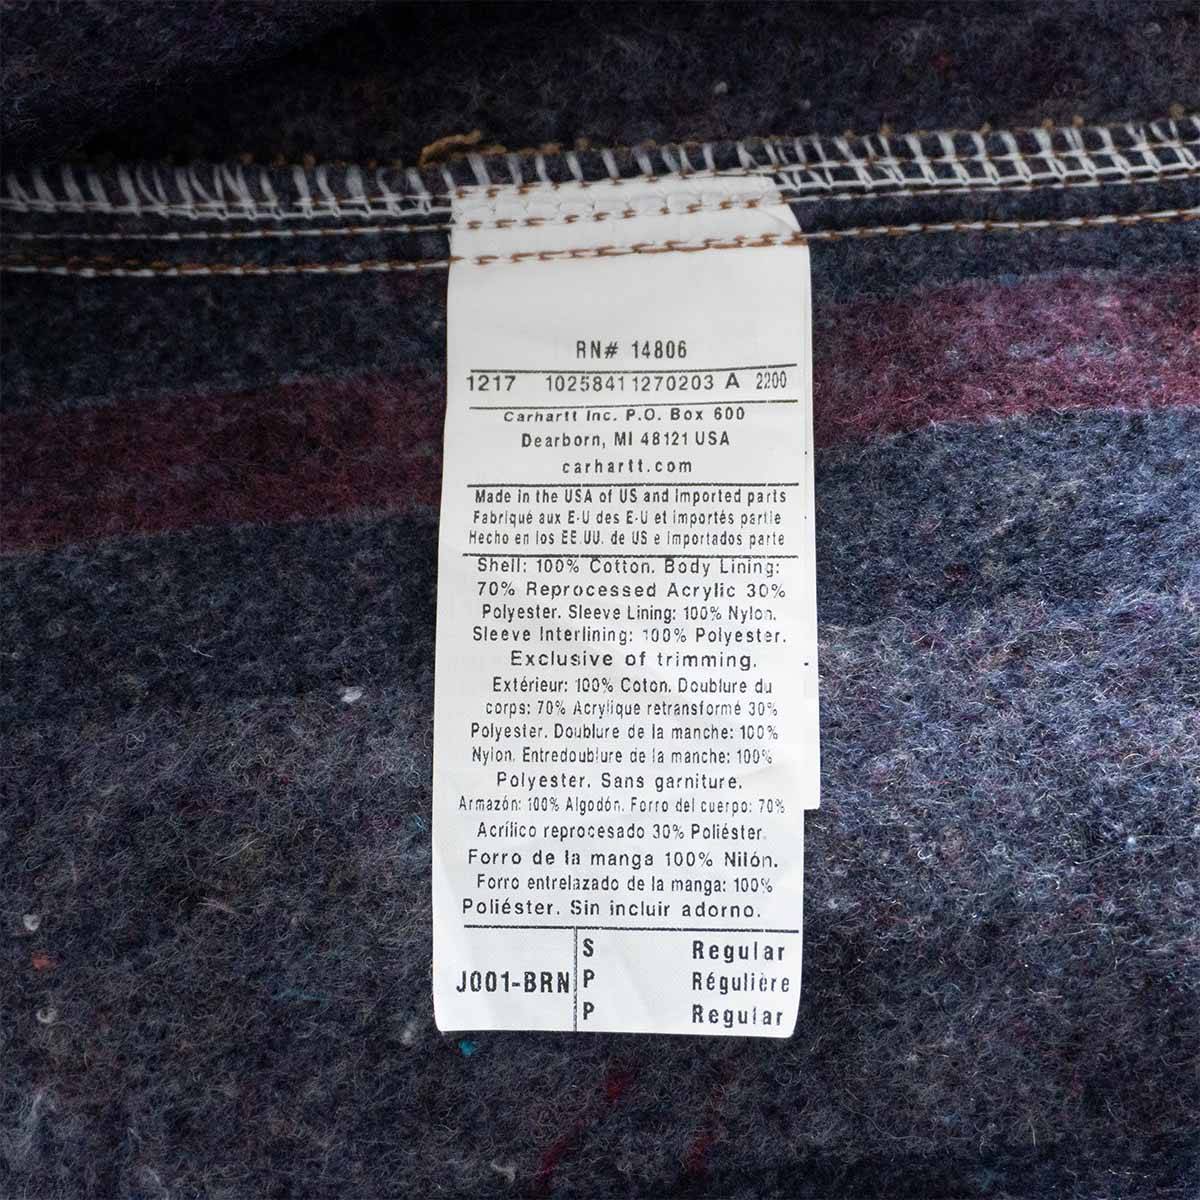 RN# 14806
1217 1025841 1270203 A 2200
Carhartt Inc. P.O. Box 600
Dearborn, MI 48121 USA
carhartt.com
Made in the USA of US and Imported parts
Fabriqué aux E-U des E-U et importés partie
Hecho en los EE.UU. de US e Importados parte
Shell: 100% Cotton. Body Lining:
70% Reprocessed Acrylic 30%
Polyester. Sleeve Lining: 100% Nylon.
Sleeve Interlining: 100% Polyester.
Exclusive of trimming.
Extérieur: 100% Coton. Doublure du
corps: 70% Acrylique retransformé 30%
Polyester. Doublure de la manche: 100%
Nylon. Entredoublure de la manche: 100%
Polyester. Sans garniture.
Armazón: 100% Algodón. Forro del cuerpo: 70%
Acrílico reprocesado 30% Poliéster.
Forro de la manga 100% Nilón.
Forro entrelazado de la manga: 100%
Poliéster. Sin incluir adorno.
S Regular
J001-BRN P Régulière
P Regular